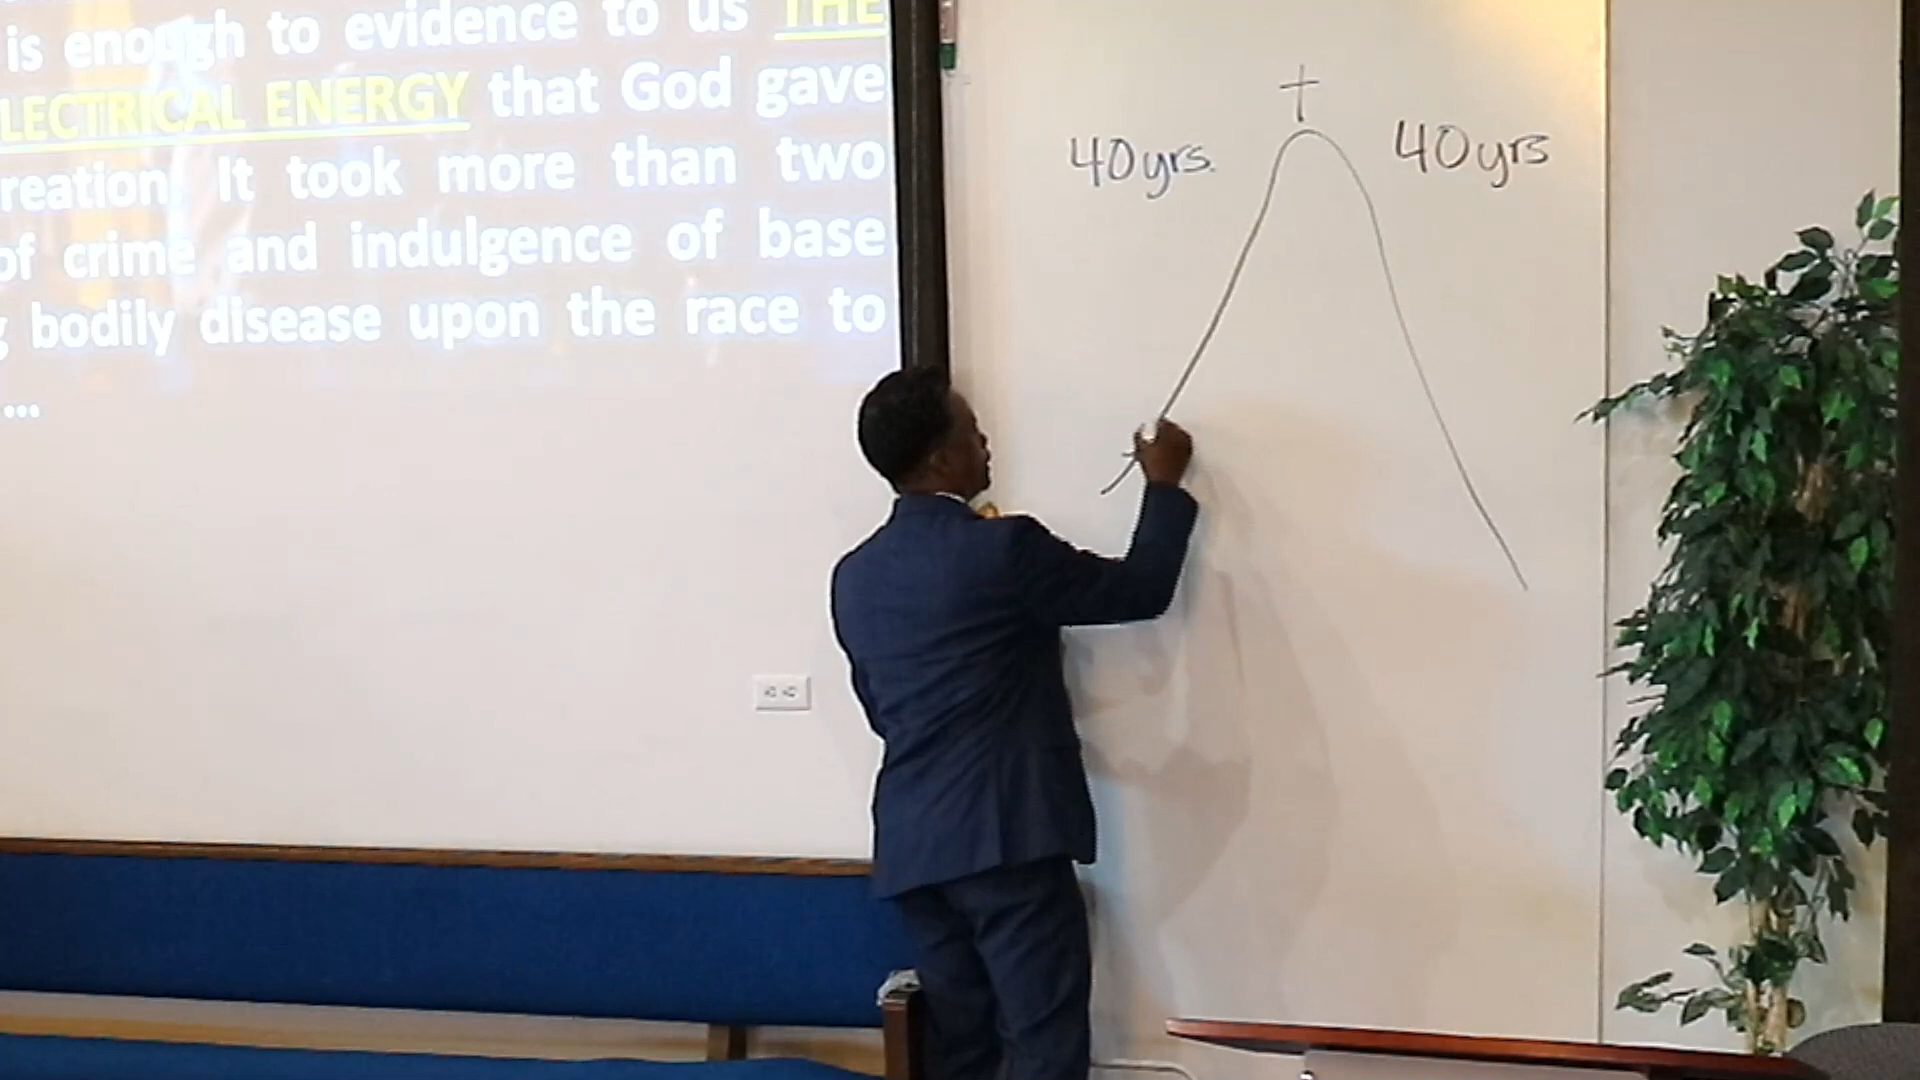 is enough to evidence to us THE
LECTRICAL ENERGY that God gave
reation. It took more than two
of crime and indulgence of base
g bodily disease upon the race to
...
40yrs. 40yrs